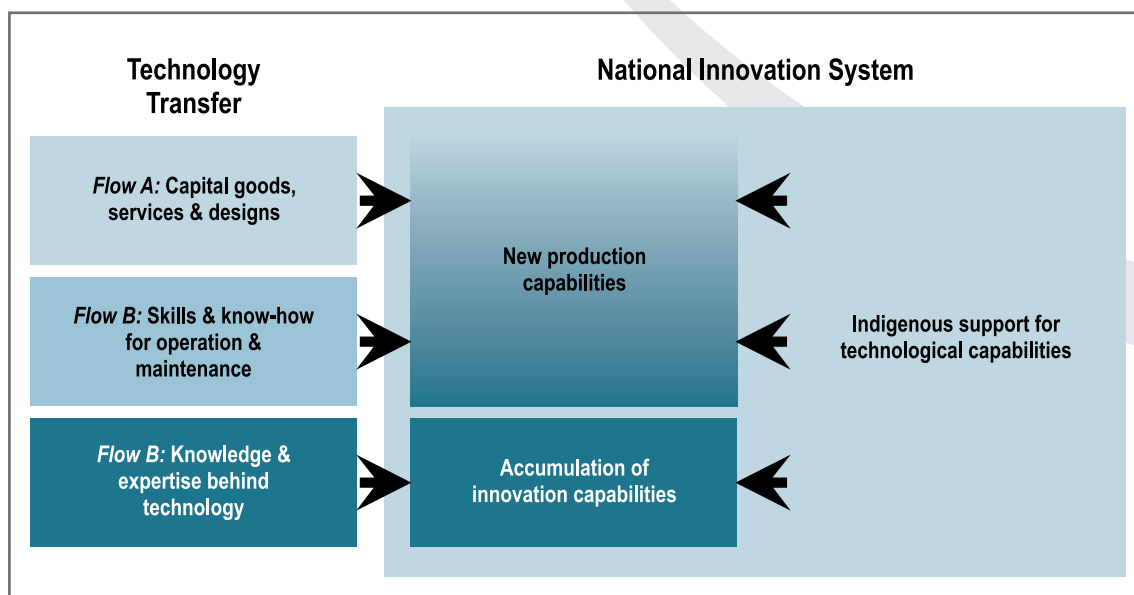 Technology
Transfer
National Innovation System
Flow A: Capital goods,
services & designs
Flow B: Skills & know-how
for operation &
maintenance
Flow B: Knowledge &
expertise behind
technology
New production
capabilities
Accumulation of
innovation capabilities
Indigenous support for
technological capabilities